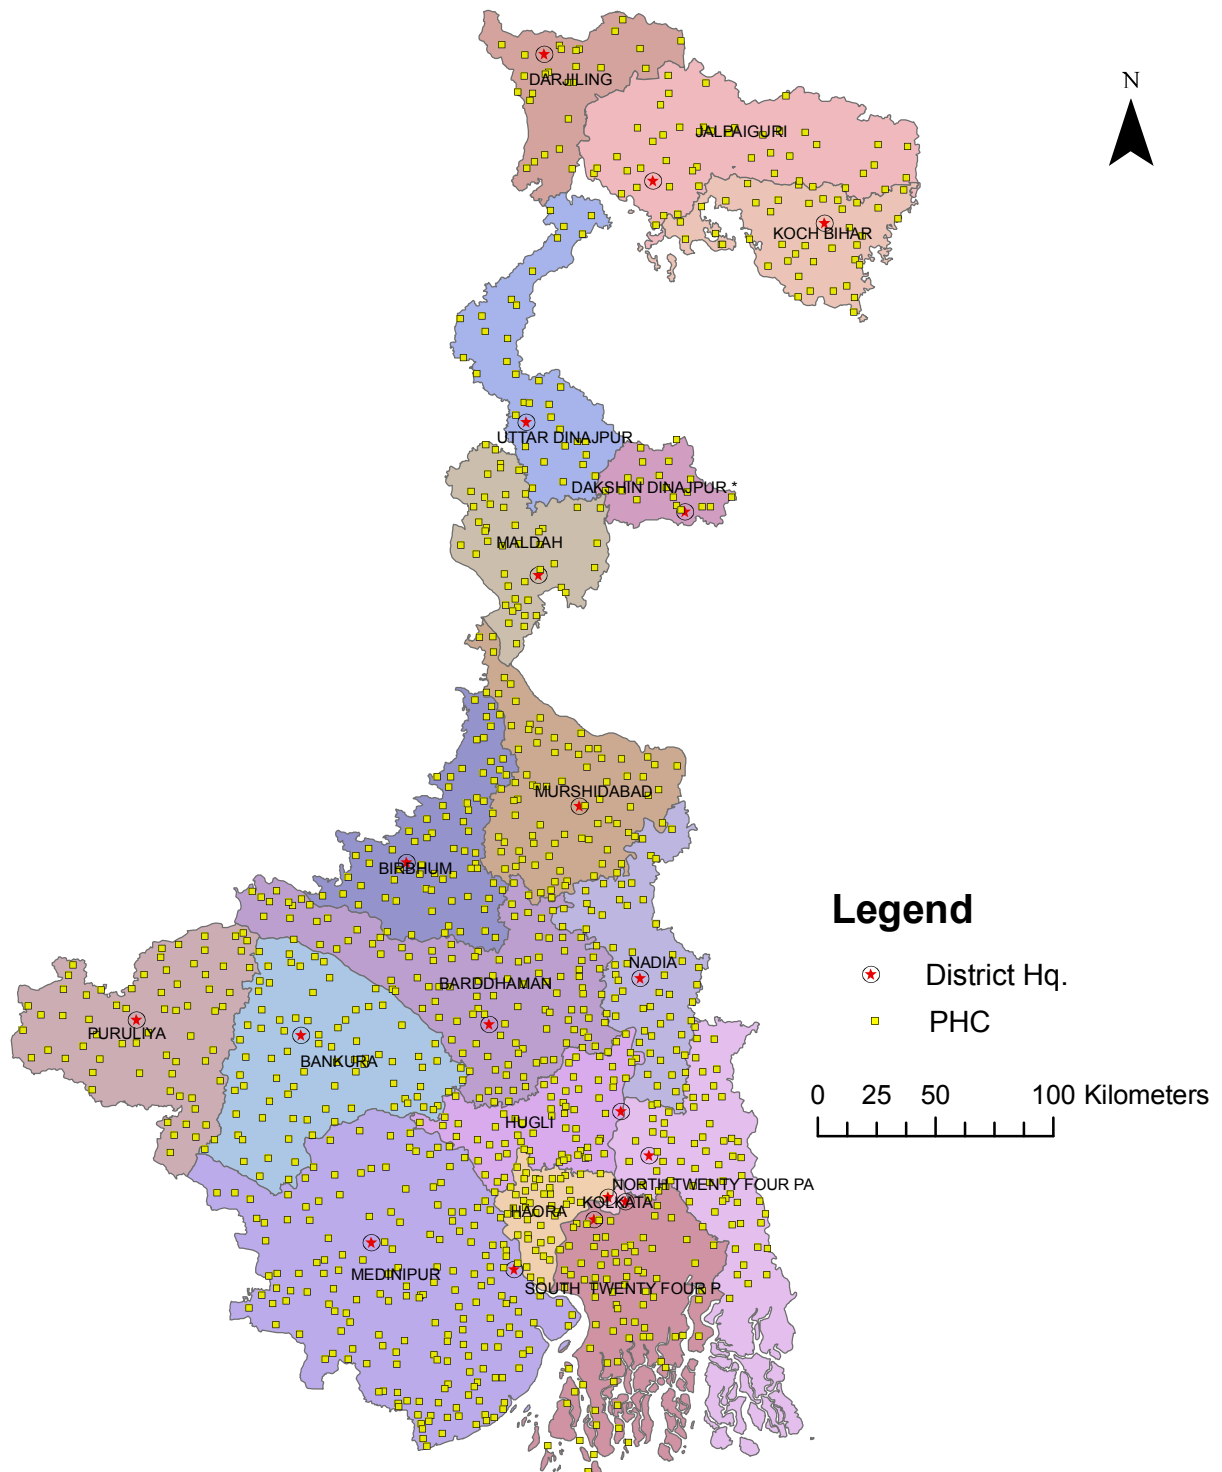 N
DARJILING
JALPAIGURI
KOCH BIHAR
UTTAR DINAJPUR
DAKSHIN DINAJPUR *
MALDAH
MURSHIDABAD
BIRBHUM
Legend
District Hq.
PHC
NADIA
BARDDHAMAN
PURULIYA
BANKURA
0 25 50 100 Kilometers
HUGLI
NORTH TWENTY FOUR PA
KOLKATA
HAORA
MEDINIPUR
SOUTH TWENTY FOUR P